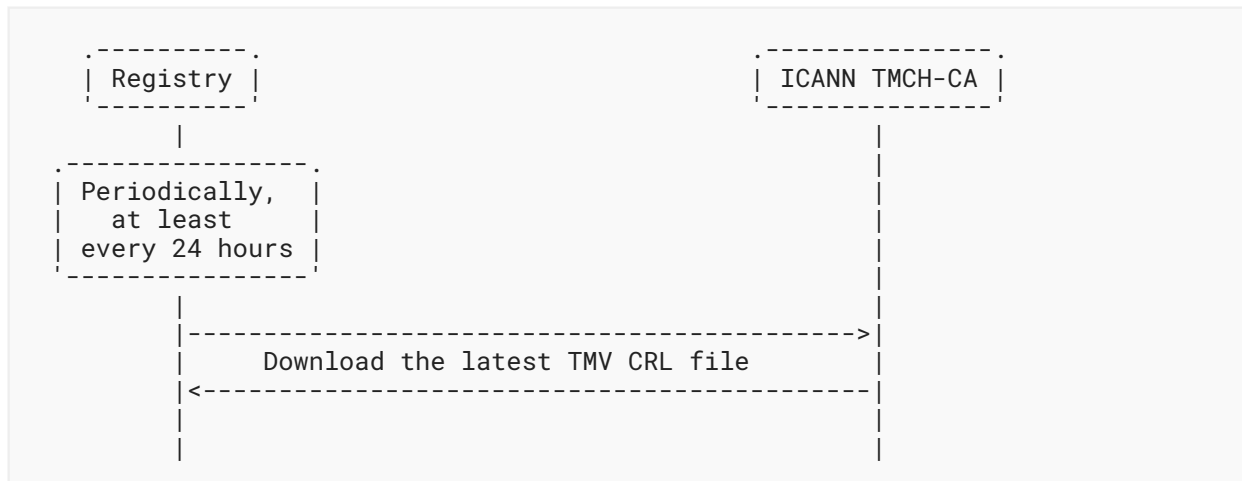 Registry
ICANN TMCH-CA
Periodically,
at least
every 24 hours
Download the latest TMV CRL file